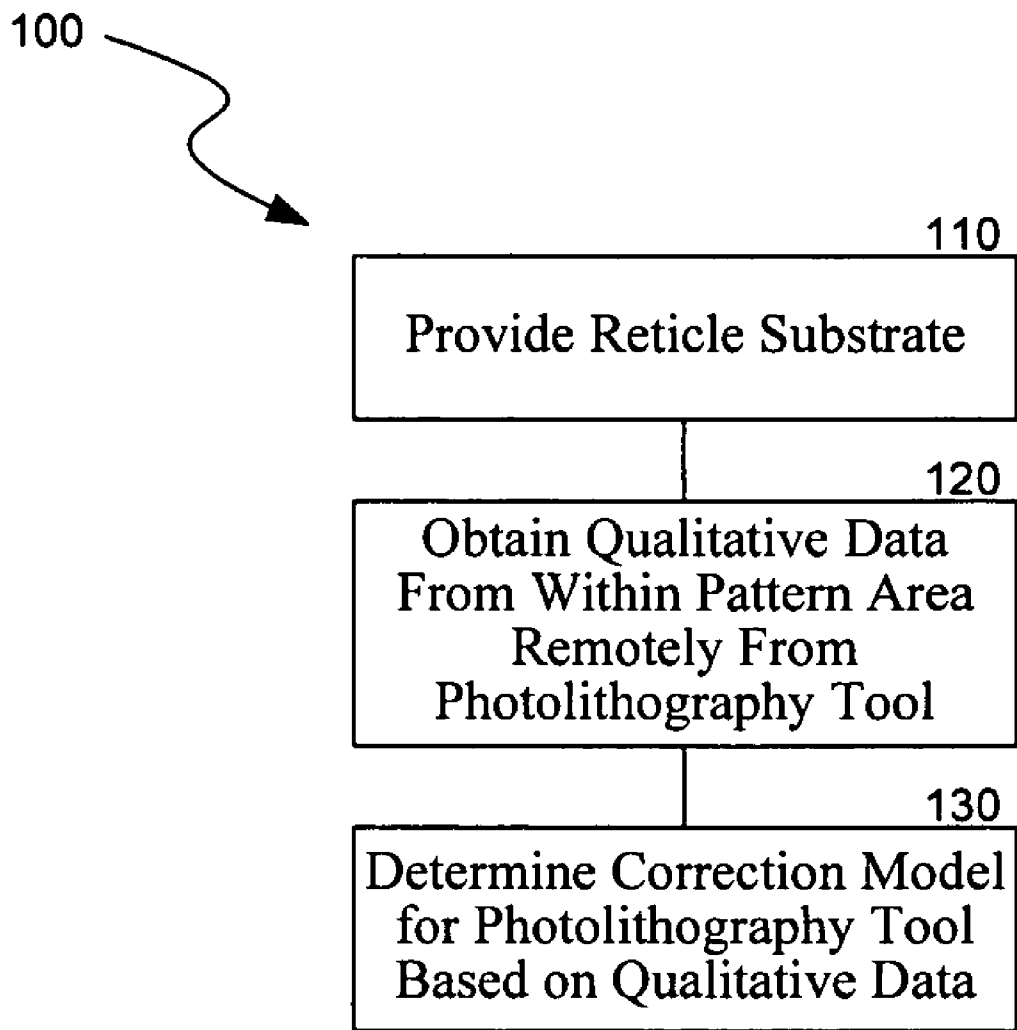 100
110
Provide Reticle Substrate
120
Obtain Qualitative Data
From Within Pattern Area
Remotely From
Photolithography Tool
130
Determine Correction Model
for Photolithography Tool
Based on Qualitative Data